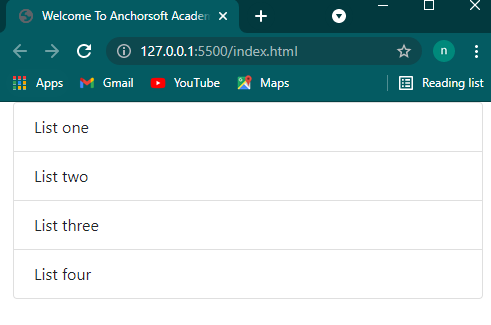 Welcome To Anchorsoft Academ
127.0.0.1:5500/index.html
n
Apps
Gmail
YouTube
Maps
Reading list
List one
List two
List three
List four